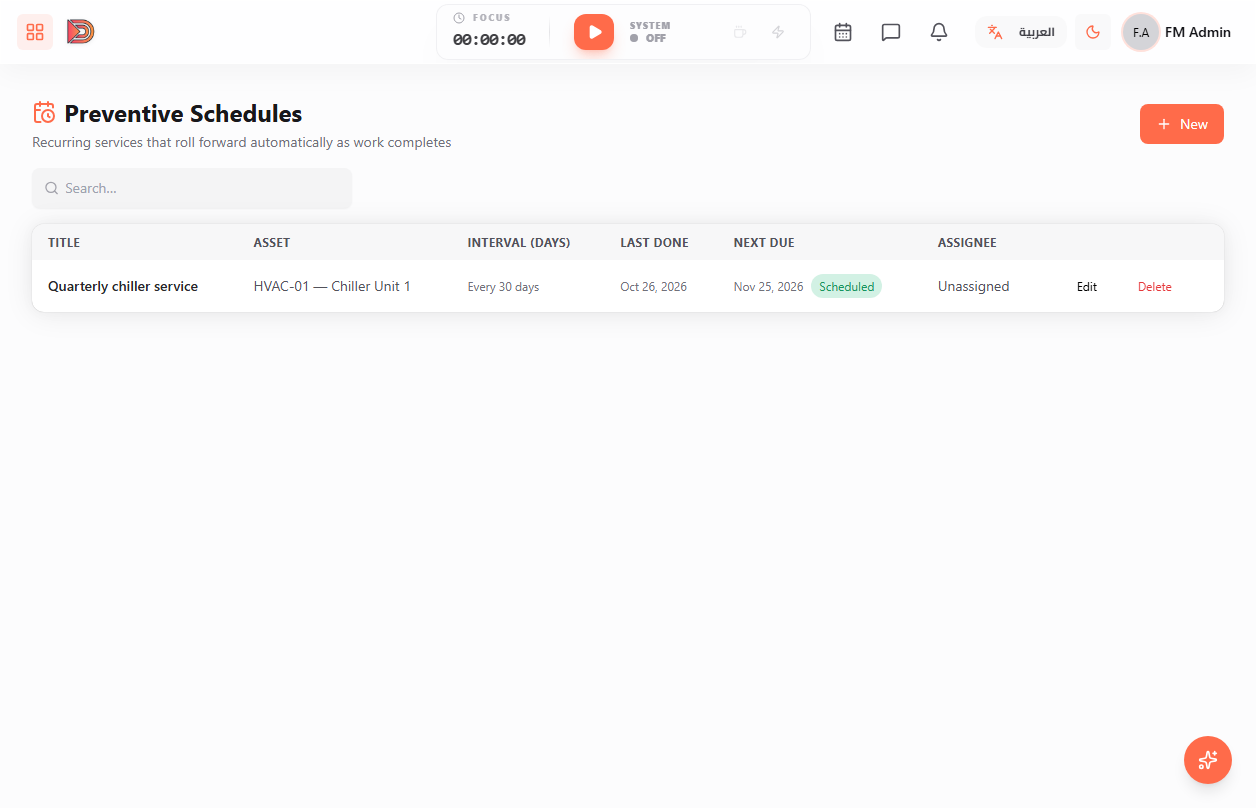 FOCUS
00:00:00
SYSTEM
OFF
العربية
F.A
FM Admin
Preventive Schedules
Recurring services that roll forward automatically as work completes
New
Search...
TITLE ASSET INTERVAL (DAYS) LAST DONE NEXT DUE ASSIGNEE
Quarterly chiller service HVAC-01 — Chiller Unit 1 Every 30 days Oct 26, 2026 Nov 25, 2026 Scheduled Unassigned Edit Delete